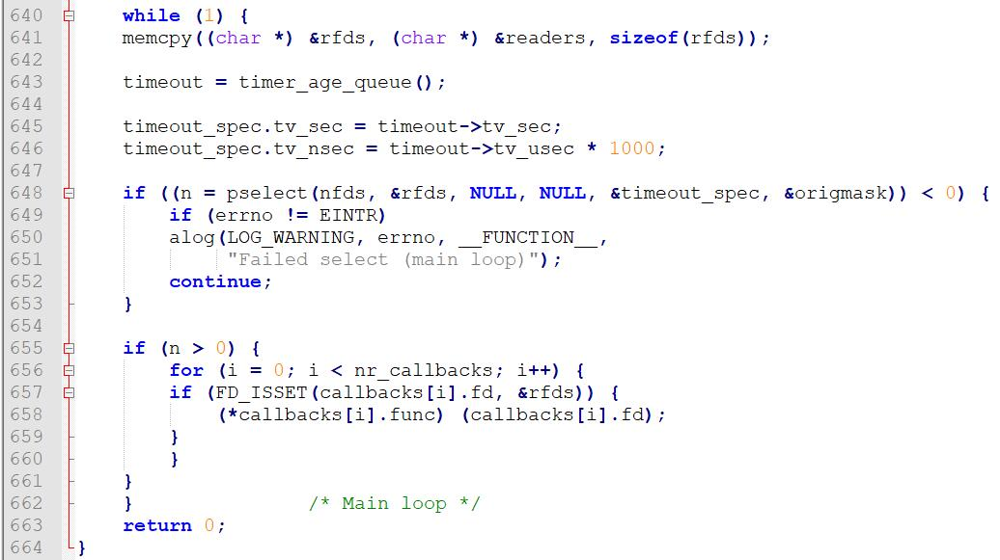 640 while (1) {
641 memcpy((char *) &rfds, (char *) &readers, sizeof(rfds));
642
643 timeout = timer_age_queue();
644
645 timeout_spec.tv_sec = timeout->tv_sec;
646 timeout_spec.tv_nsec = timeout->tv_usec * 1000;
647
648 if ((n = pselect(nfds, &rfds, NULL, NULL, &timeout_spec, &origmask)) < 0) {
649 if (errno != EINTR)
650 alog(LOG_WARNING, errno, __FUNCTION__,
651 "Failed select (main loop)");
652 continue;
653 }
654
655 if (n > 0) {
656 for (i = 0; i < nr_callbacks; i++) {
657 if (FD_ISSET(callbacks[i].fd, &rfds)) {
658 (*callbacks[i].func) (callbacks[i].fd);
659 }
660 }
661 }
662 } /* Main loop */
663 return 0;
664 }